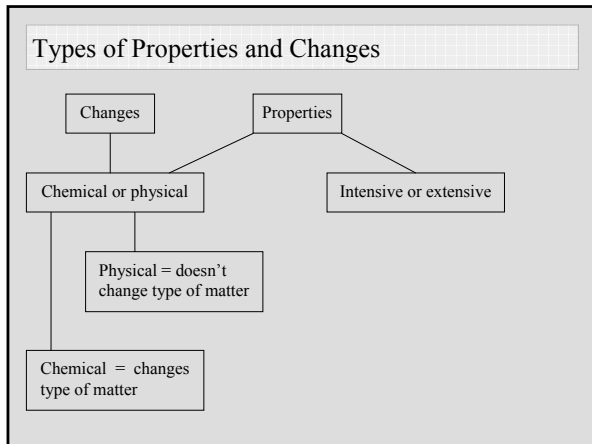 Types of Properties and Changes
Changes
Properties
Chemical or physical
Intensive or extensive
Physical = doesn't
change type of matter
Chemical = changes
type of matter